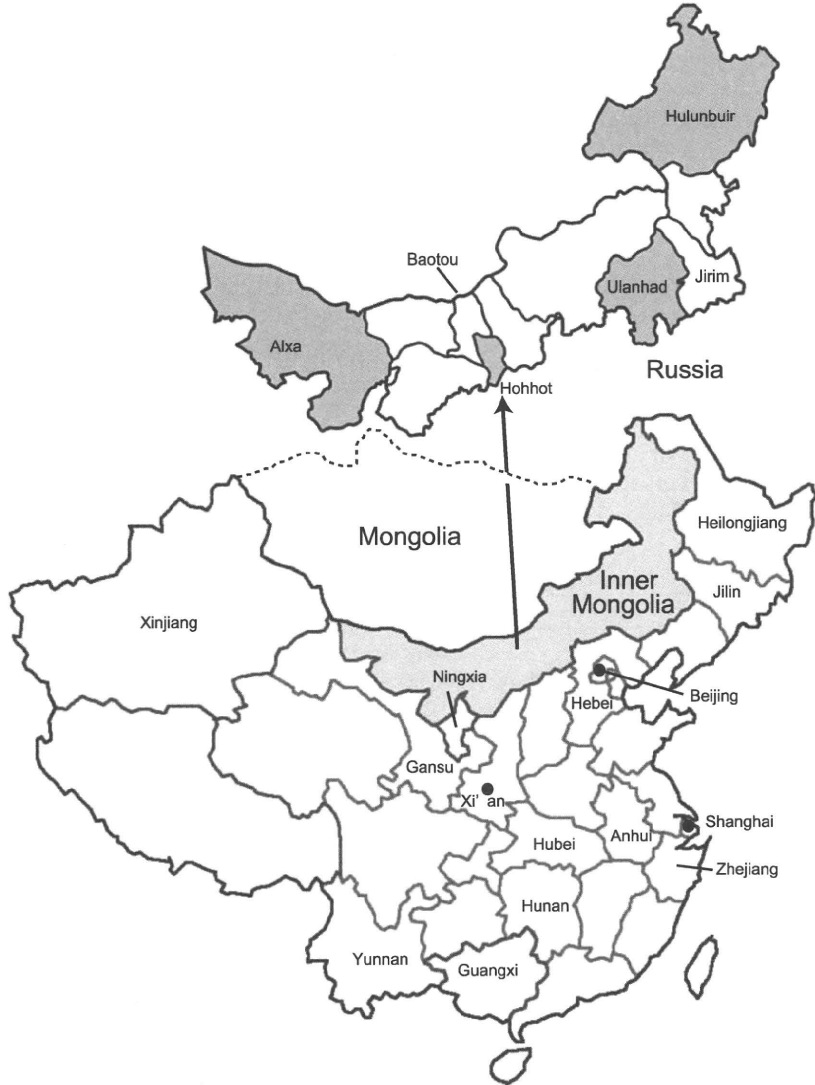 Hulunbuir
Baotou
Ulanhad
Jirim
Alxa
Russia
Hohhot
Heilongjiang
Mongolia
Inner
Mongolia
Jilin
Xinjiang
Ningxia
Beijing
Hebei
Gansu
Xi' an
Shanghai
Hubei
Anhui
Zhejiang
Hunan
Yunnan
Guangxi